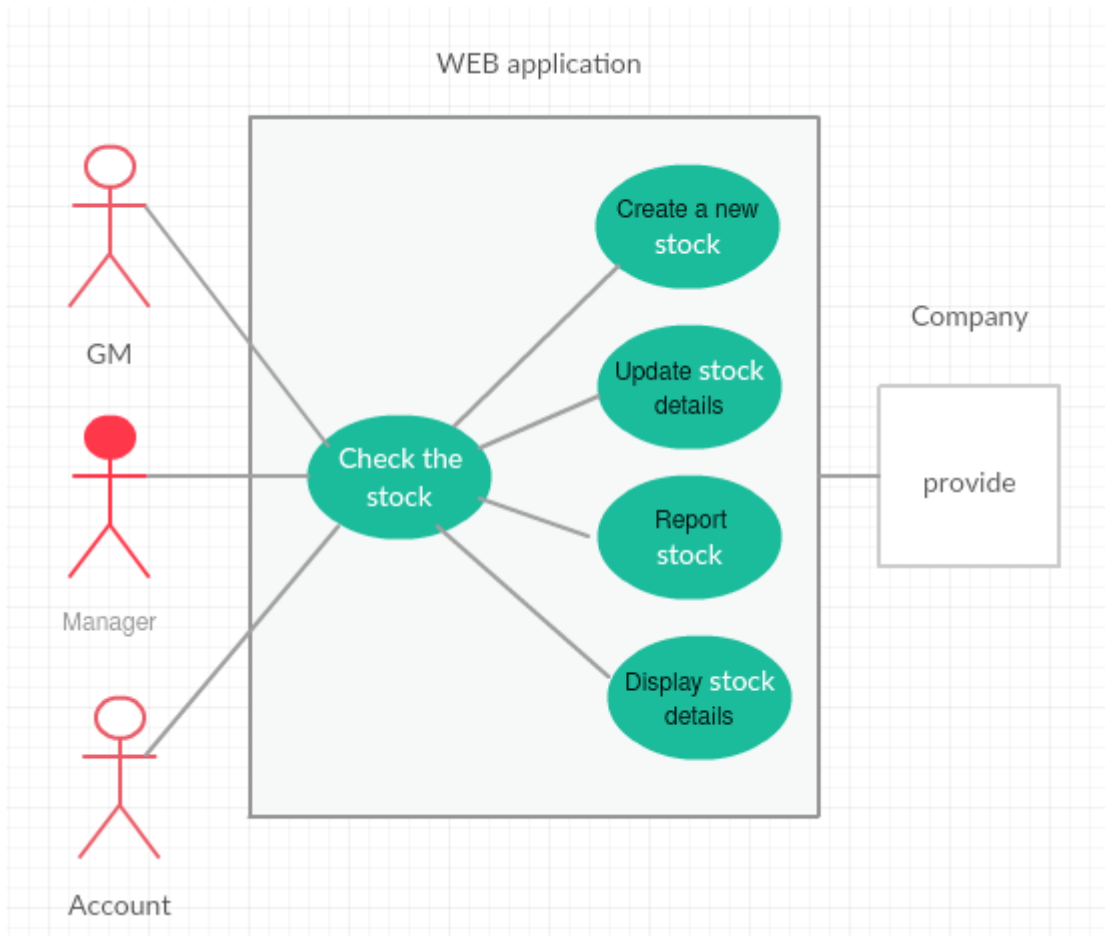 WEB application
GM
Manager
Account
Check the
stock
Create a new
stock
Update stock
details
Report
stock
Display stock
details
Company
provide